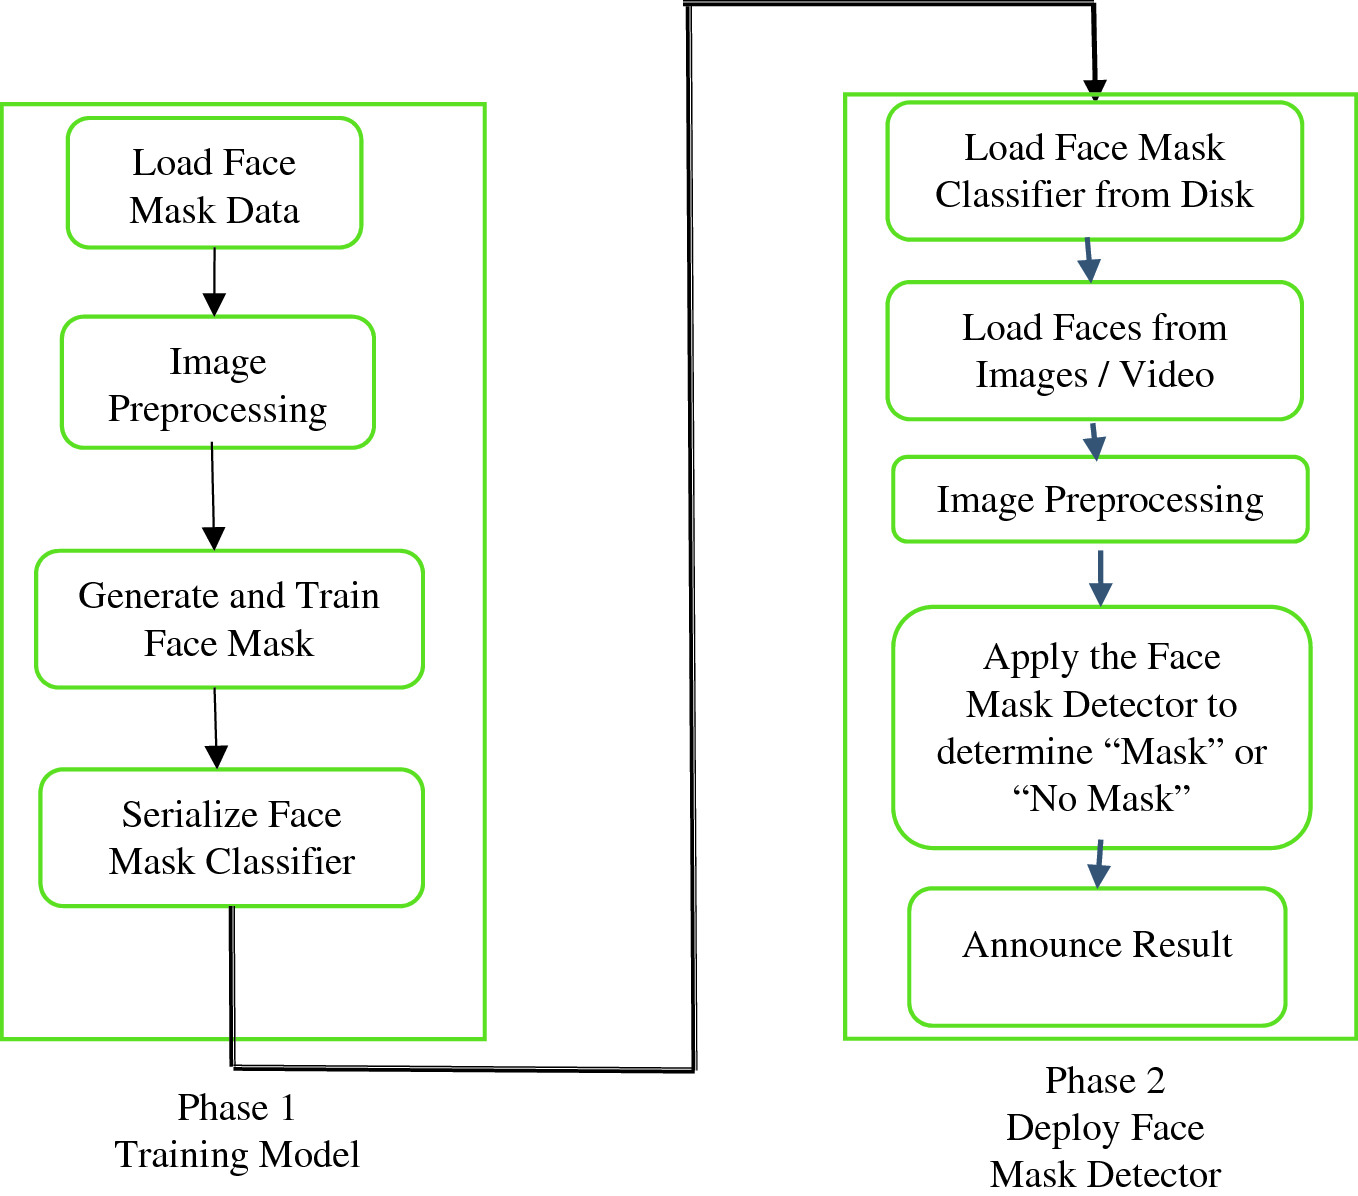 Load Face
Mask Data
Image
Preprocessing
Generate and Train
Face Mask
Serialize Face
Mask Classifier
Phase 1
Training Model
Load Face Mask
Classifier from Disk
Load Faces from
Images / Video
Image Preprocessing
Apply the Face
Mask Detector to
determine “Mask” or
“No Mask”
Announce Result
Phase 2
Deploy Face
Mask Detector